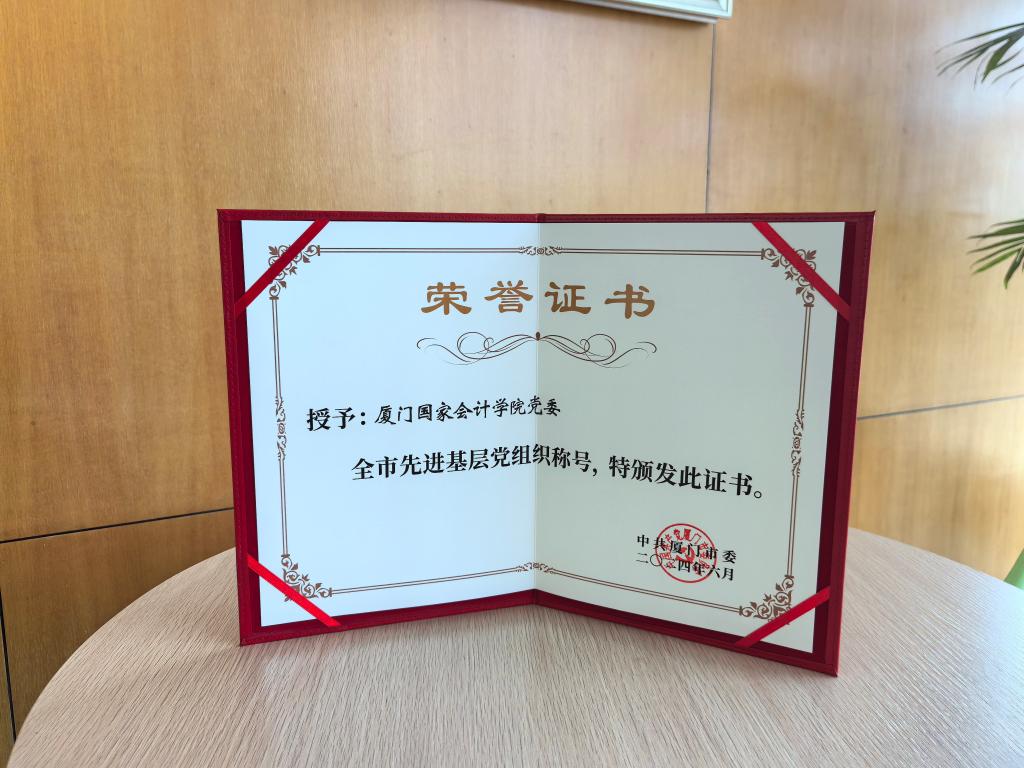 荣誉证书
授予：厦门国家会计学院党委
全市先进基层党组织称号，特颁发此证书。
中共厦门市委
二〇二四年六月